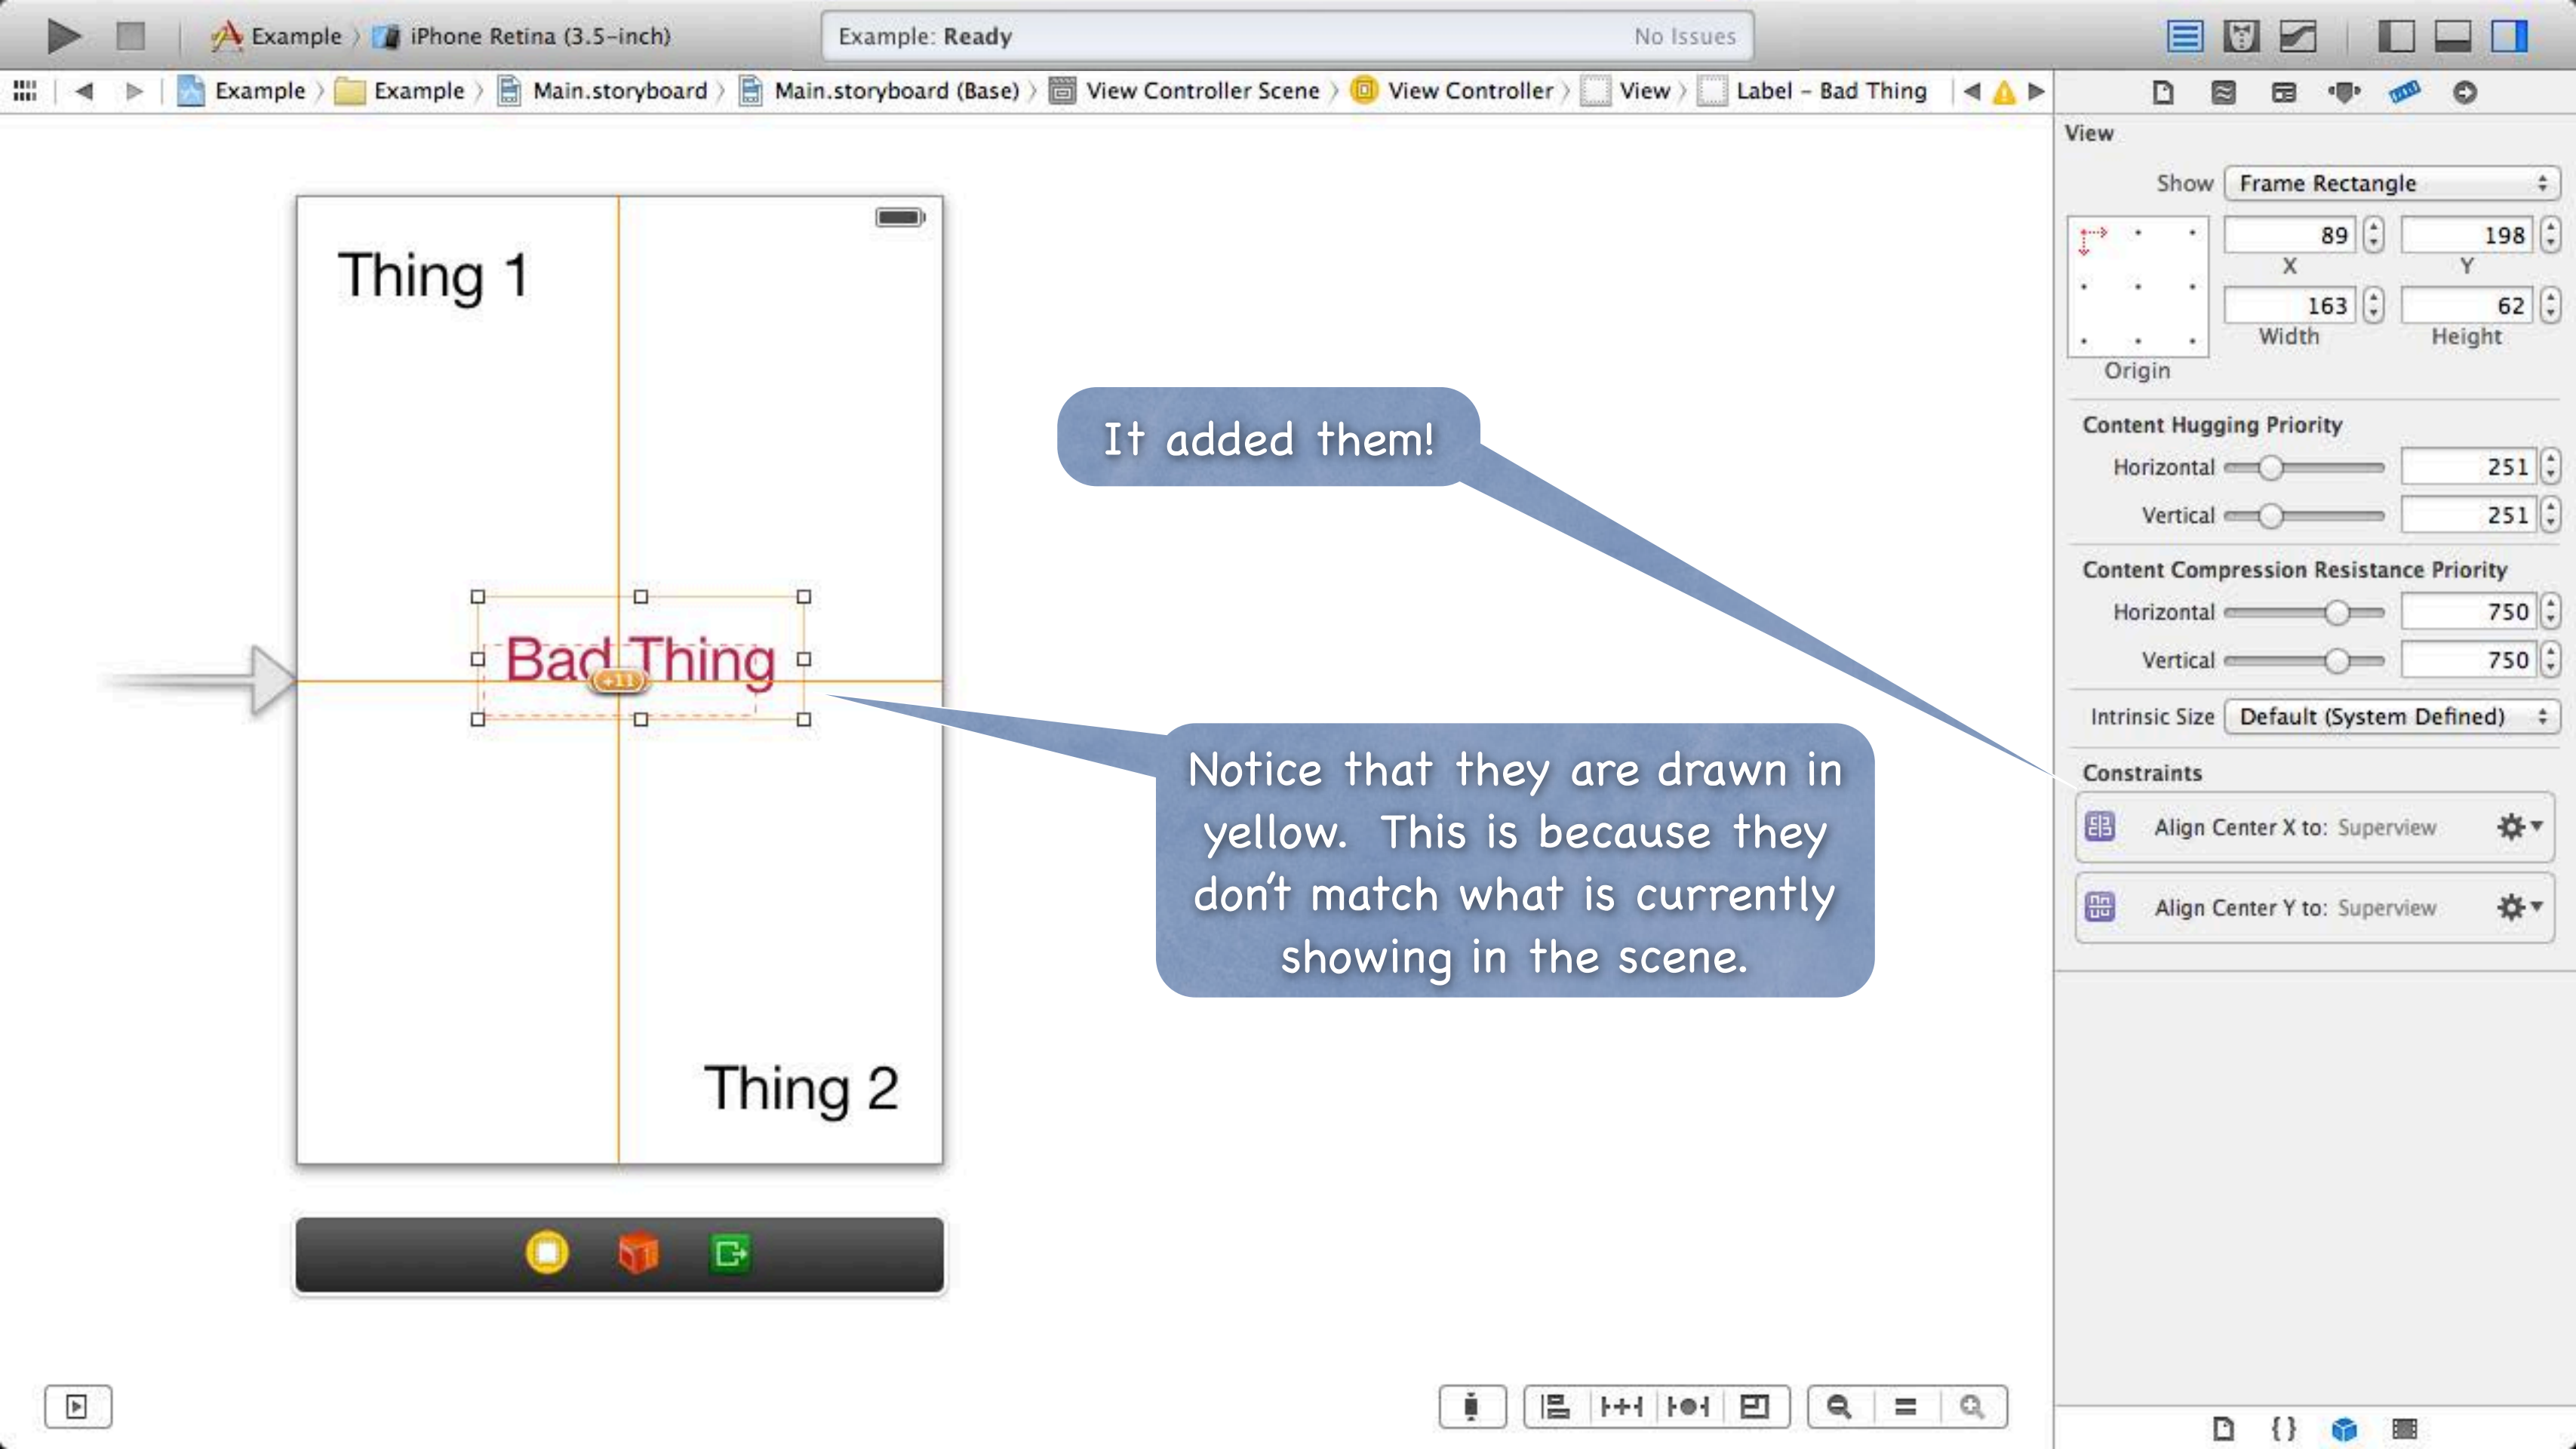 Example iPhone Retina (3.5-inch)
Example: Ready No Issues
Example Example Main.storyboard Main.storyboard (Base) View Controller Scene View Controller View Label - Bad Thing
View
Show Frame Rectangle
89 198
X Y
163 62
Width Height
Origin
Content Hugging Priority
Horizontal 251
Vertical 251
Content Compression Resistance Priority
Horizontal 750
Vertical 750
Intrinsic Size Default (System Defined)
Constraints
Align Center X to: Superview
Align Center Y to: Superview
Thing 1
Bad Thing
+11
Thing 2
It added them!
Notice that they are drawn in
yellow. This is because they
don't match what is currently
showing in the scene.